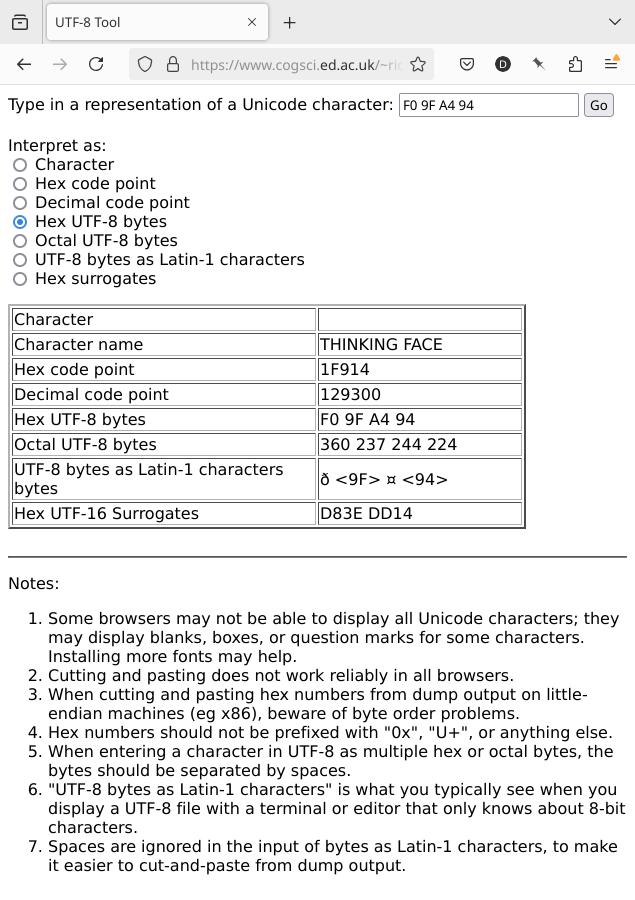 UTF-8 Tool
https://www.cogsci.ed.ac.uk/~ric
Type in a representation of a Unicode character: F0 9F A4 94 Go
Interpret as:
Character
Hex code point
Decimal code point
Hex UTF-8 bytes
Octal UTF-8 bytes
UTF-8 bytes as Latin-1 characters
Hex surrogates
Character
Character name THINKING FACE
Hex code point 1F914
Decimal code point 129300
Hex UTF-8 bytes F0 9F A4 94
Octal UTF-8 bytes 360 237 244 224
UTF-8 bytes as Latin-1 characters
bytes ð <9F> ¤ <94>
Hex UTF-16 Surrogates D83E DD14
Notes:
1. Some browsers may not be able to display all Unicode characters; they
may display blanks, boxes, or question marks for some characters.
Installing more fonts may help.
2. Cutting and pasting does not work reliably in all browsers.
3. When cutting and pasting hex numbers from dump output on little-
endian machines (eg x86), beware of byte order problems.
4. Hex numbers should not be prefixed with "0x", "U+", or anything else.
5. When entering a character in UTF-8 as multiple hex or octal bytes, the
bytes should be separated by spaces.
6. "UTF-8 bytes as Latin-1 characters" is what you typically see when you
display a UTF-8 file with a terminal or editor that only knows about 8-bit
characters.
7. Spaces are ignored in the input of bytes as Latin-1 characters, to make
it easier to cut-and-paste from dump output.